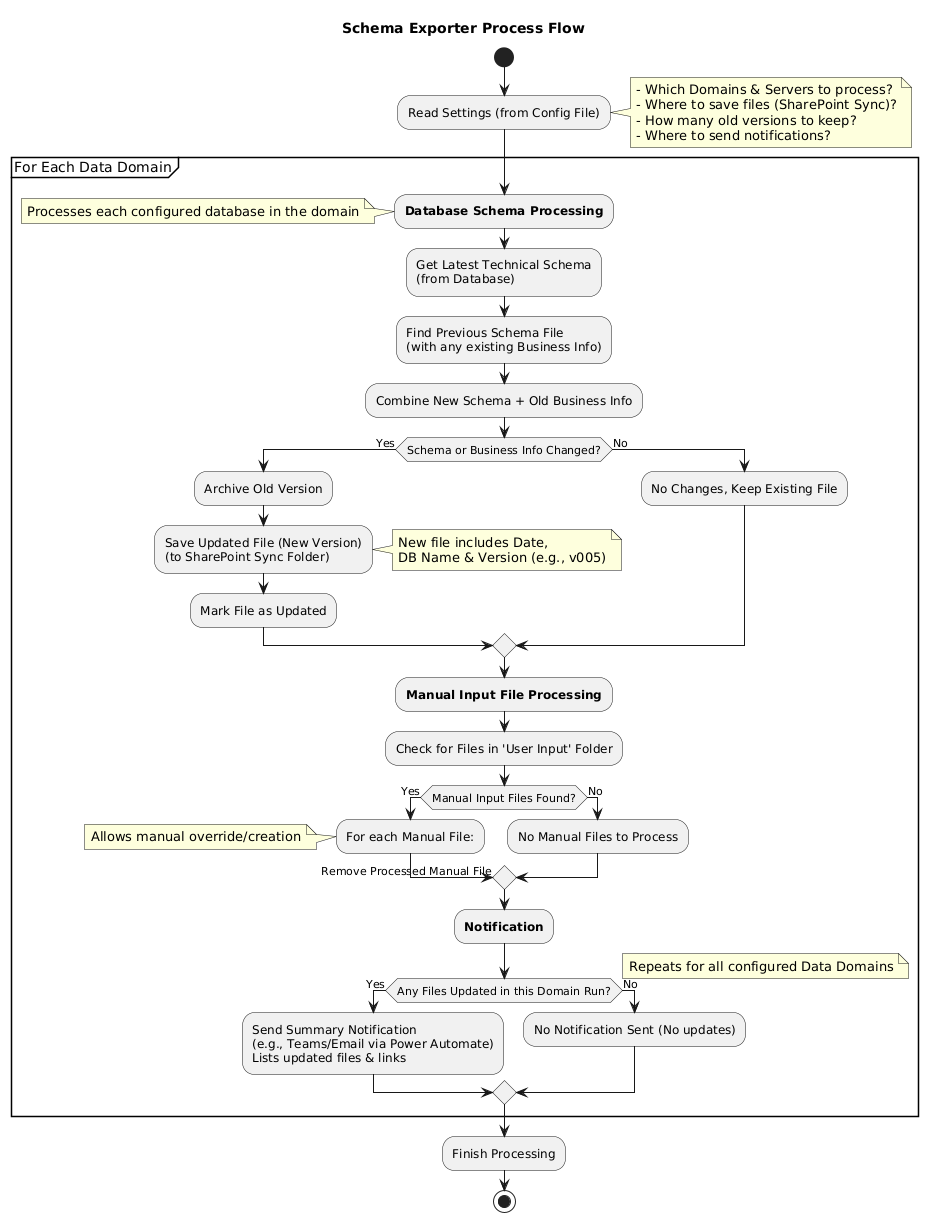 Schema Exporter Process Flow
Read Settings (from Config File)
- Which Domains & Servers to process?
- Where to save files (SharePoint Sync)?
- How many old versions to keep?
- Where to send notifications?
For Each Data Domain
Processes each configured database in the domain
Database Schema Processing
Get Latest Technical Schema
(from Database)
Find Previous Schema File
(with any existing Business Info)
Combine New Schema + Old Business Info
Yes
Schema or Business Info Changed?
No
Archive Old Version
No Changes, Keep Existing File
Save Updated File (New Version)
(to SharePoint Sync Folder)
New file includes Date,
DB Name & Version (e.g., v005)
Mark File as Updated
Manual Input File Processing
Check for Files in 'User Input' Folder
Yes
Manual Input Files Found?
No
Allows manual override/creation
For each Manual File:
No Manual Files to Process
Remove Processed Manual File
Notification
Repeats for all configured Data Domains
Yes
Any Files Updated in this Domain Run?
No
Send Summary Notification
(e.g., Teams/Email via Power Automate)
Lists updated files & links
No Notification Sent (No updates)
Finish Processing